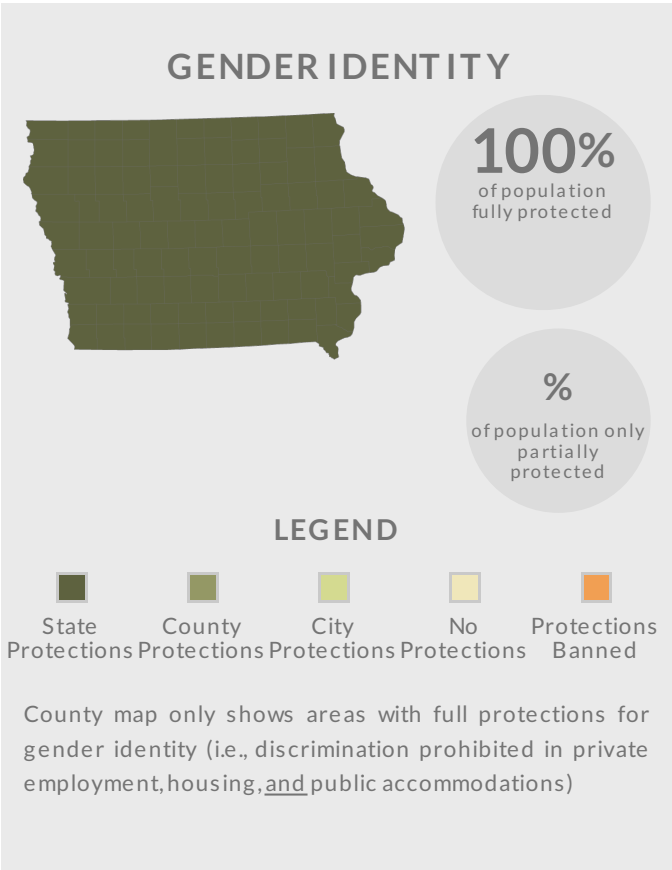 GENDER IDENTITY
100%
of population
fully protected
%
of population only
partially
protected
LEGEND
State
Protections
County
Protections
City
Protections
No
Protections
Protections
Banned
County map only shows areas with full protections for
gender identity (i.e., discrimination prohibited in private
employment, housing, and public accommodations)